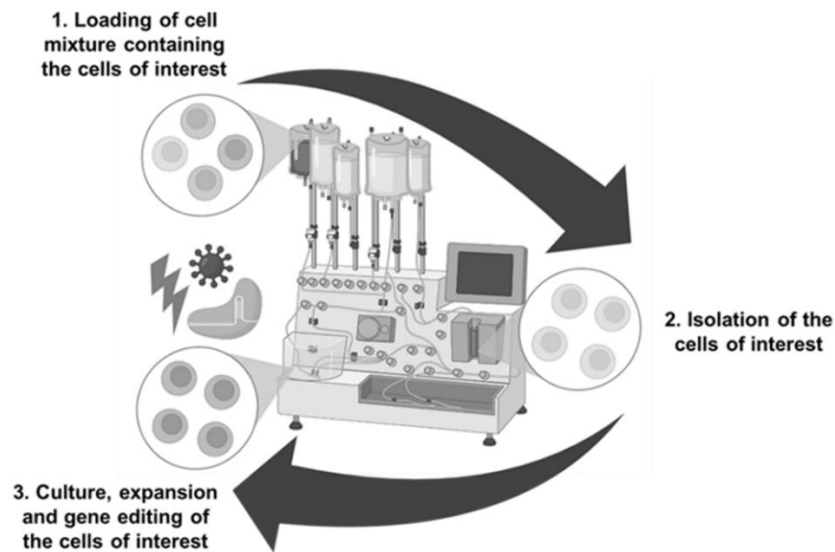 1. Loading of cell
mixture containing
the cells of interest
2. Isolation of the
cells of interest
3. Culture, expansion
and gene editing of
the cells of interest